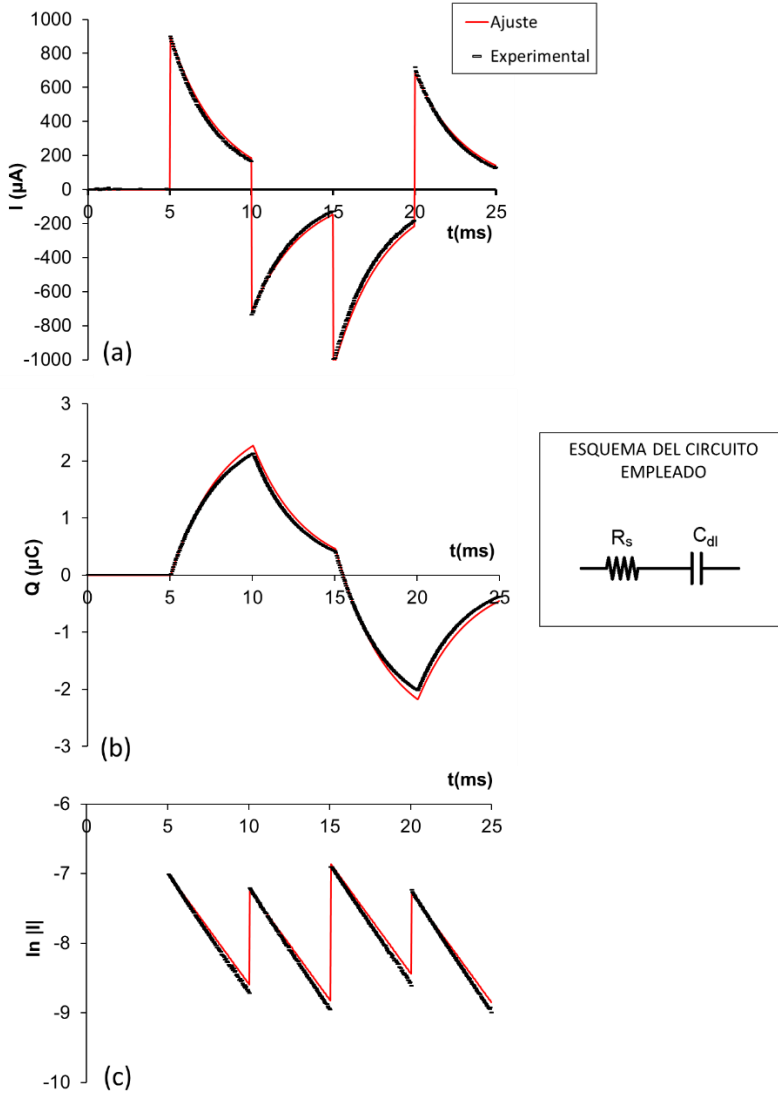 Ajuste
Experimental
1000
800
600
400
200
0
-200
-400
-600
-800
-1000
I (µA)
0 5 10 15 20 25
t(ms)
(a)
3
2
1
0
-1
-2
-3
Q (µC)
t(ms)
0 5 10 15 20 25
(b)
ESQUEMA DEL CIRCUITO
EMPLEADO
Rs Cdl
t(ms)
-6
-7
-8
-9
-10
ln |I|
0 5 10 15 20 25
(c)